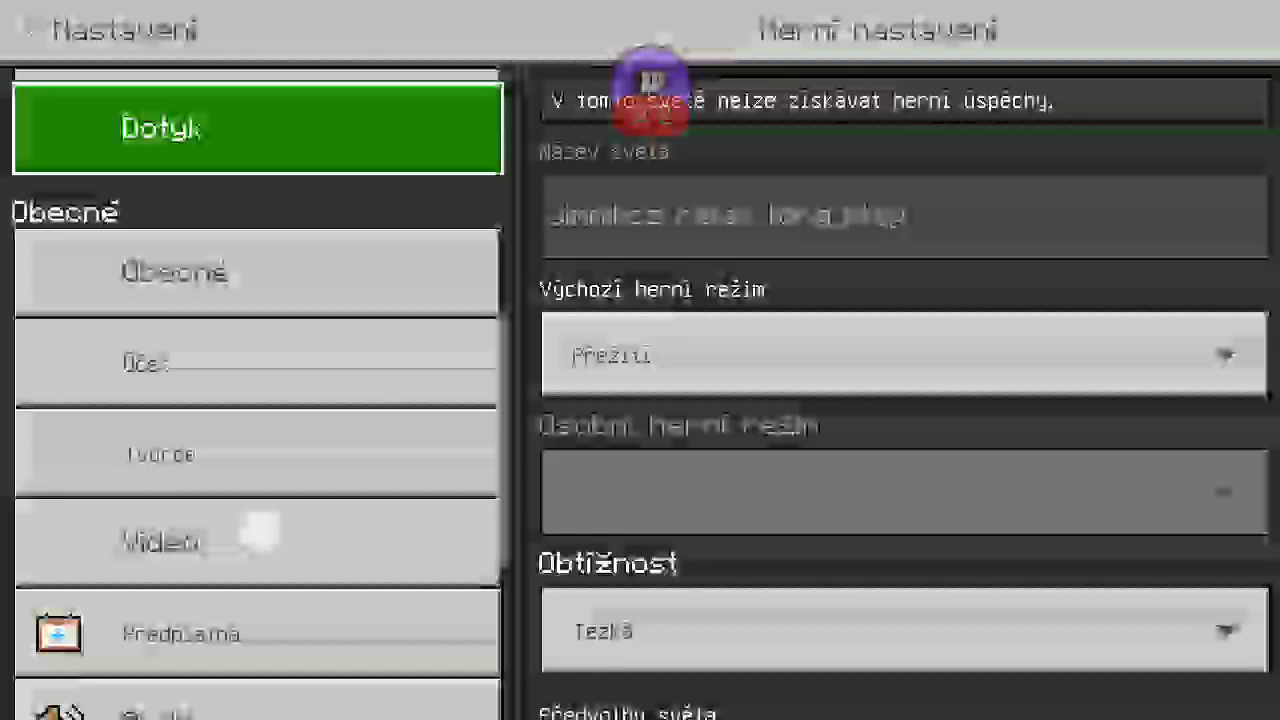 Nastavení
Herní nastavení
Dotyk
Obecné
Obecné
Účet
Tvůrce
Video
Předplatná
V tomto světě nelze získávat herní úspěchy.
Název světa
Výchozí herní režim
Přežití
Osobní herní režim
Obtížnost
Těžká
Předvolby světa